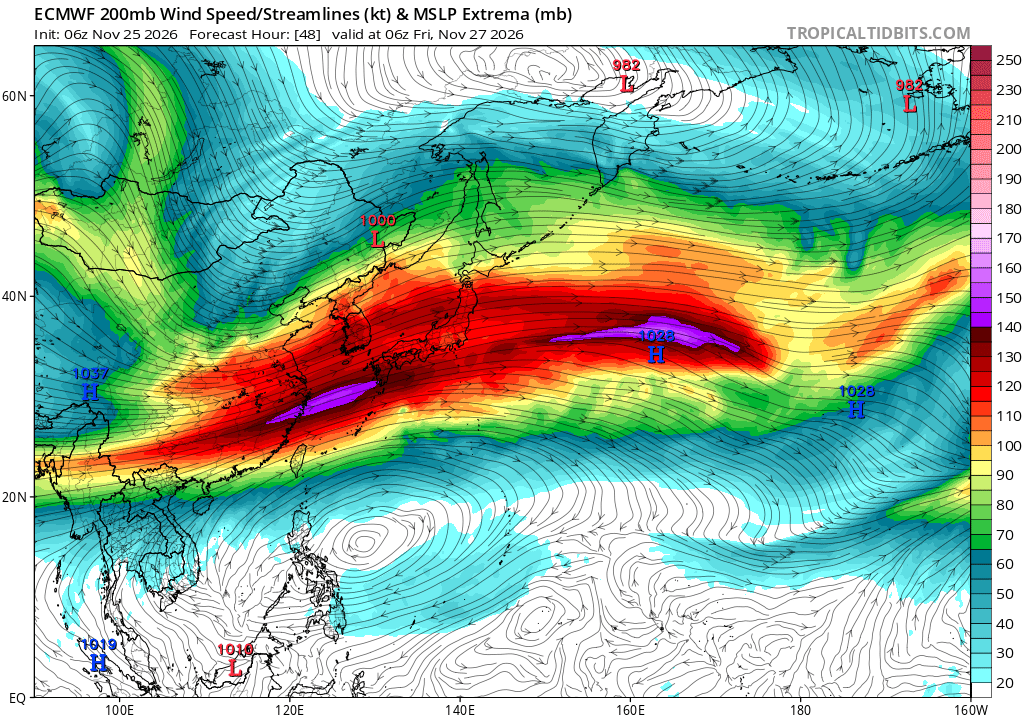 ECMWF 200mb Wind Speed/Streamlines (kt) & MSLP Extrema (mb)
Init: 06z Nov 25 2026 Forecast Hour: [48] valid at 06z Fri, Nov 27 2026
TROPICALTIDBITS.COM
982
L
982
L
60N
1000
L
40N
1028
H
1037
H
1028
H
20N
1019
H
1010
L
EQ
100E
120E
140E
160E
180
160W
250
230
210
200
190
180
170
160
150
140
130
120
110
100
90
80
70
60
50
40
30
20